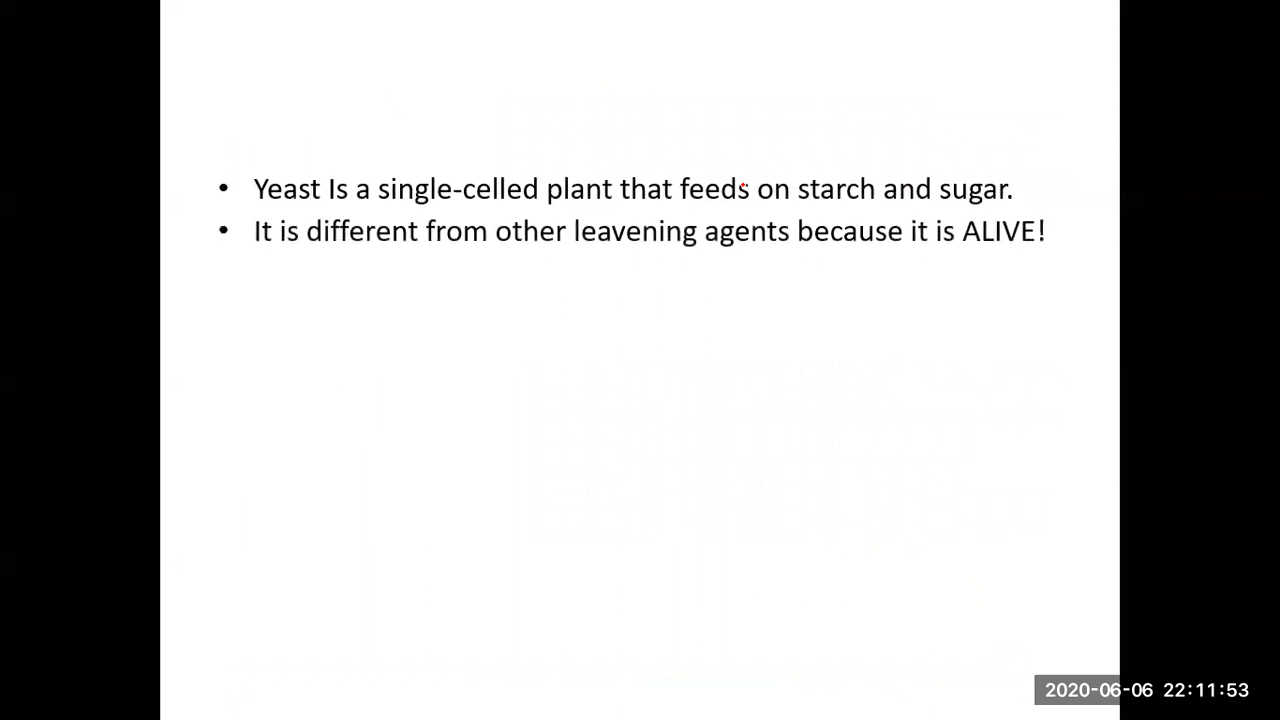 • Yeast Is a single-celled plant that feeds on starch and sugar.
• It is different from other leavening agents because it is ALIVE!
2020-06-06 22:11:53